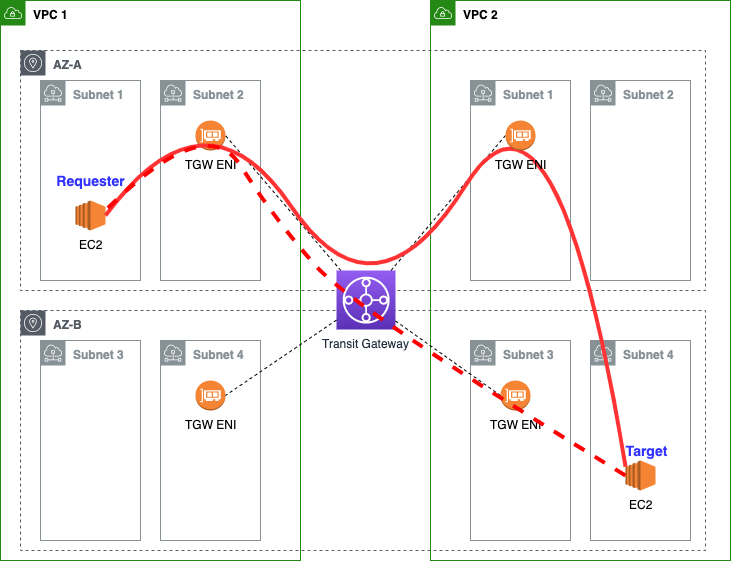 VPC 1
VPC 2
AZ-A
Subnet 1
Subnet 2
Subnet 1
Subnet 2
TGW ENI
TGW ENI
Requester
EC2
AZ-B
Transit Gateway
Subnet 3
Subnet 4
Subnet 3
Subnet 4
TGW ENI
TGW ENI
Target
EC2